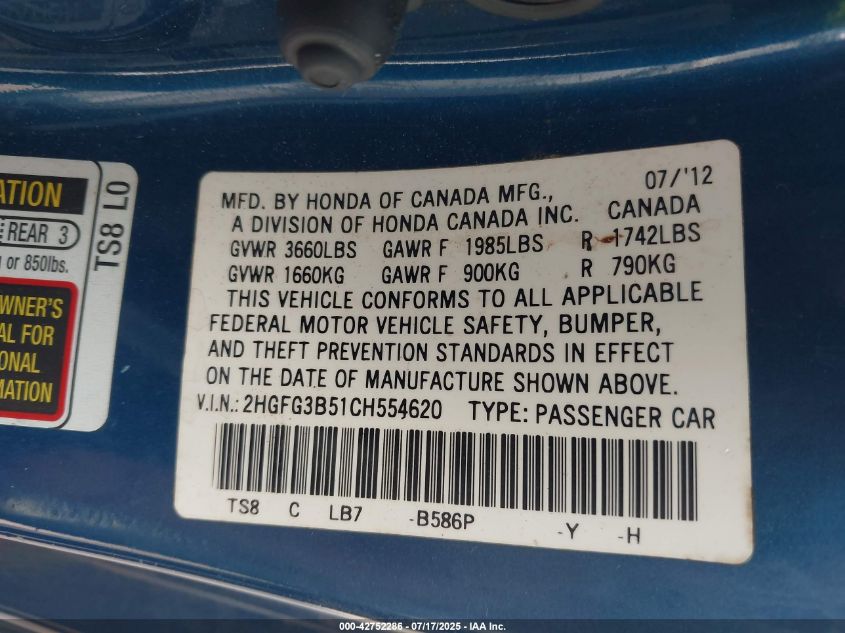 ATION
REAR 3
or 850lbs.
WNER'S
AL FOR
ONAL
MATION
TS8 L0
07/'12
MFD. BY HONDA OF CANADA MFG.,
A DIVISION OF HONDA CANADA INC. CANADA
GVWR 3660LBS GAWR F 1985LBS R 1742LBS
GVWR 1660KG GAWR F 900KG R 790KG
THIS VEHICLE CONFORMS TO ALL APPLICABLE
FEDERAL MOTOR VEHICLE SAFETY, BUMPER,
AND THEFT PREVENTION STANDARDS IN EFFECT
ON THE DATE OF MANUFACTURE SHOWN ABOVE.
V.I.N.: 2HGFG3B51CH554620 TYPE: PASSENGER CAR
TS8 C LB7 -B586P -Y -H
000-42752286 - 07/17/2025 - IAA Inc.